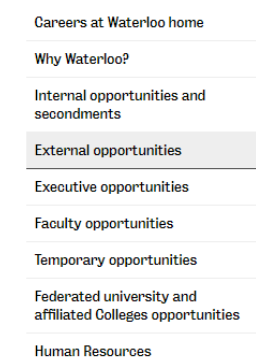 Careers at Waterloo home
Why Waterloo?
Internal opportunities and
secondments
External opportunities
Executive opportunities
Faculty opportunities
Temporary opportunities
Federated university and
affiliated Colleges opportunities
Human Resources